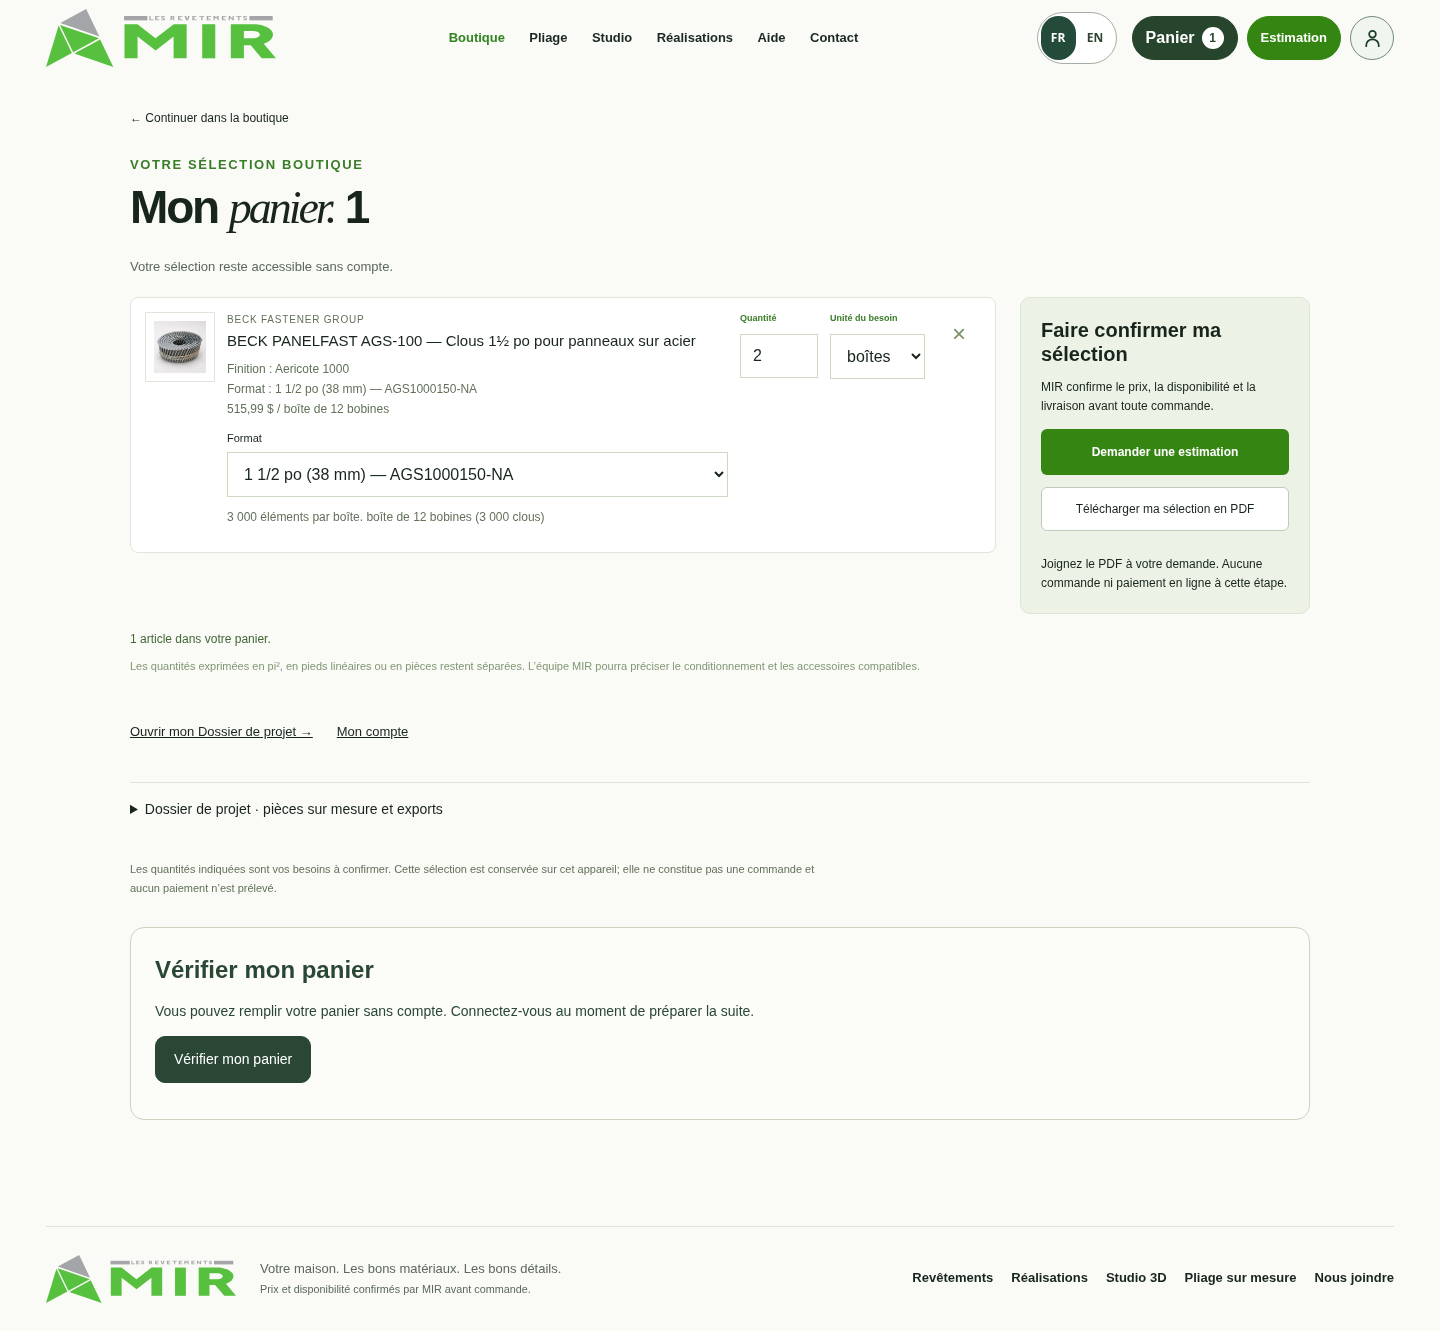 LES REVETEMENTS
MIR
Boutique
Pliage
Studio
Réalisations
Aide
Contact
FR
EN
Panier 1
Estimation
← Continuer dans la boutique
VOTRE SÉLECTION BOUTIQUE
Mon panier. 1
Votre sélection reste accessible sans compte.
BECK FASTENER GROUP
BECK PANELFAST AGS-100 — Clous 1½ po pour panneaux sur acier
Finition : Aericote 1000
Format : 1 1/2 po (38 mm) — AGS1000150-NA
515,99 $ / boîte de 12 bobines
Format
1 1/2 po (38 mm) — AGS1000150-NA
3 000 éléments par boîte. boîte de 12 bobines (3 000 clous)
Quantité
2
Unité du besoin
boîtes
×
Faire confirmer ma
sélection
MIR confirme le prix, la disponibilité et la
livraison avant toute commande.
Demander une estimation
Télécharger ma sélection en PDF
Joignez le PDF à votre demande. Aucune
commande ni paiement en ligne à cette étape.
1 article dans votre panier.
Les quantités exprimées en pi², en pieds linéaires ou en pièces restent séparées. L’équipe MIR pourra préciser le conditionnement et les accessoires compatibles.
Ouvrir mon Dossier de projet →
Mon compte
Dossier de projet · pièces sur mesure et exports
Les quantités indiquées sont vos besoins à confirmer. Cette sélection est conservée sur cet appareil; elle ne constitue pas une commande et
aucun paiement n’est prélevé.
Vérifier mon panier
Vous pouvez remplir votre panier sans compte. Connectez-vous au moment de préparer la suite.
Vérifier mon panier
LES REVETEMENTS
MIR
Votre maison. Les bons matériaux. Les bons détails.
Prix et disponibilité confirmés par MIR avant commande.
Revêtements
Réalisations
Studio 3D
Pliage sur mesure
Nous joindre